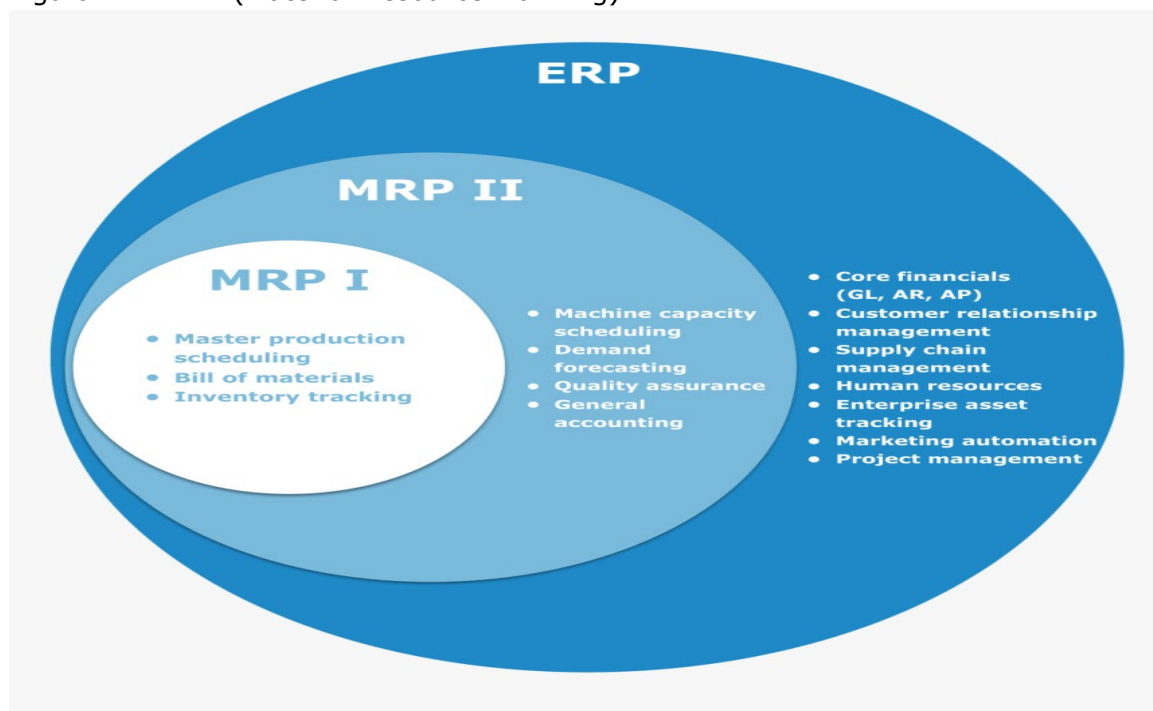 ERP
MRP II
MRP I
• Master production
scheduling
• Bill of materials
• Inventory tracking
• Machine capacity
scheduling
• Demand
forecasting
• Quality assurance
• General
accounting
• Core financials
(GL, AR, AP)
• Customer relationship
management
• Supply chain
management
• Human resources
• Enterprise asset
tracking
• Marketing automation
• Project management